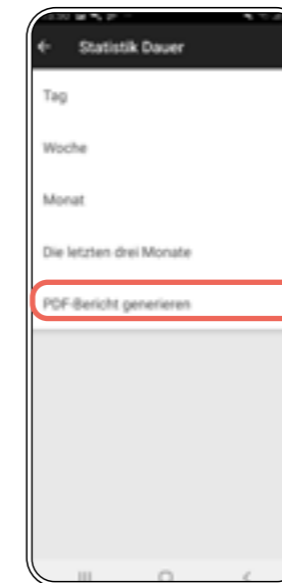 Statistik Dauer
Tag
Woche
Monat
Die letzten drei Monate
PDF-Bericht generieren